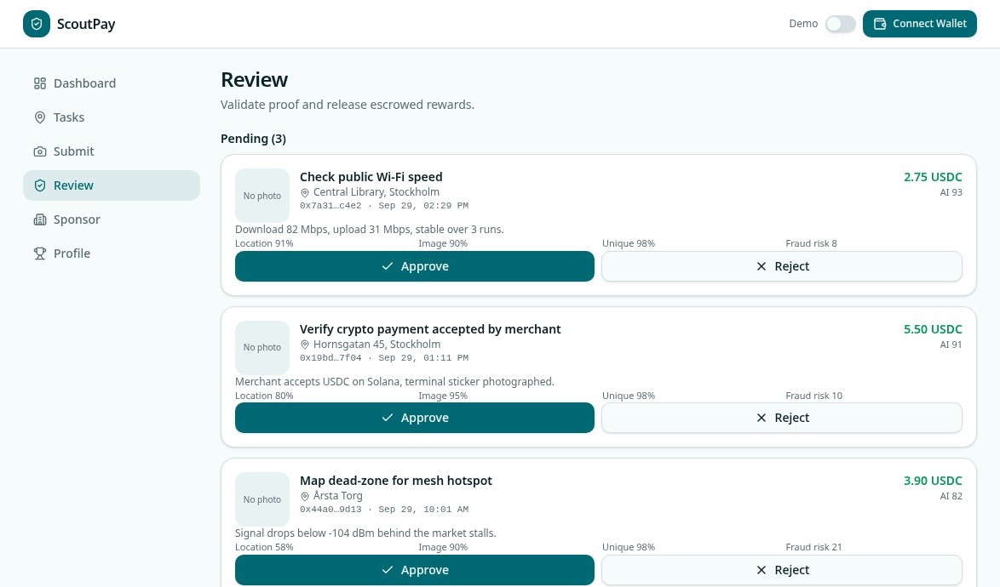 ScoutPay
Demo
Connect Wallet
Dashboard
Tasks
Submit
Review
Sponsor
Profile
Review
Validate proof and release escrowed rewards.
Pending (3)
No photo
Check public Wi-Fi speed
Central Library, Stockholm
0x7a31…c4e2 · Sep 29, 02:29 PM
2.75 USDC
AI 93
Download 82 Mbps, upload 31 Mbps, stable over 3 runs.
Location 91% Image 90% Unique 98% Fraud risk 8
Approve Reject
No photo
Verify crypto payment accepted by merchant
Hornsgatan 45, Stockholm
0x19bd…7f04 · Sep 29, 01:11 PM
5.50 USDC
AI 91
Merchant accepts USDC on Solana, terminal sticker photographed.
Location 80% Image 95% Unique 98% Fraud risk 10
Approve Reject
No photo
Map dead-zone for mesh hotspot
Årsta Torg
0x44a0…9d13 · Sep 29, 10:01 AM
3.90 USDC
AI 82
Signal drops below -104 dBm behind the market stalls.
Location 58% Image 90% Unique 98% Fraud risk 21
Approve Reject